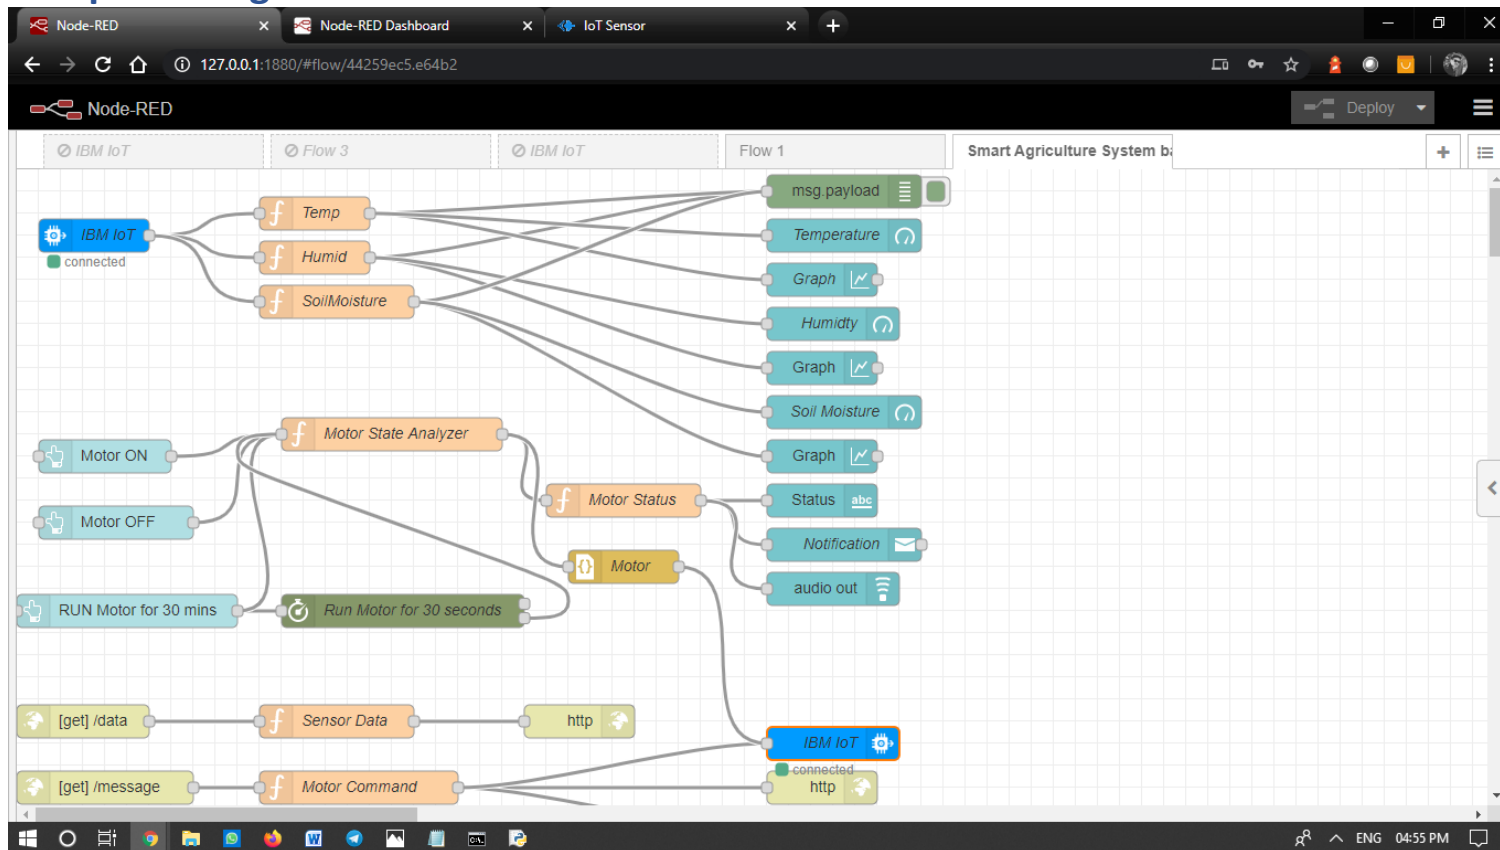 Node-RED
Node-RED Dashboard
IoT Sensor
127.0.0.1:1880/#flow/44259ec5.e64b2
Node-RED
Deploy
IBM IoT
Flow 3
IBM IoT
Flow 1
Smart Agriculture System ba
msg.payload
Temp
IBM IoT
Temperature
connected
Humid
Graph
SoilMoisture
Humidty
Graph
Soil Moisture
Motor State Analyzer
Motor ON
Graph
Motor Status
Status
abc
Motor OFF
Notification
Motor
audio out
RUN Motor for 30 mins
Run Motor for 30 seconds
[get] /data
Sensor Data
http
IBM IoT
connected
[get] /message
Motor Command
http
ENG
04:55 PM